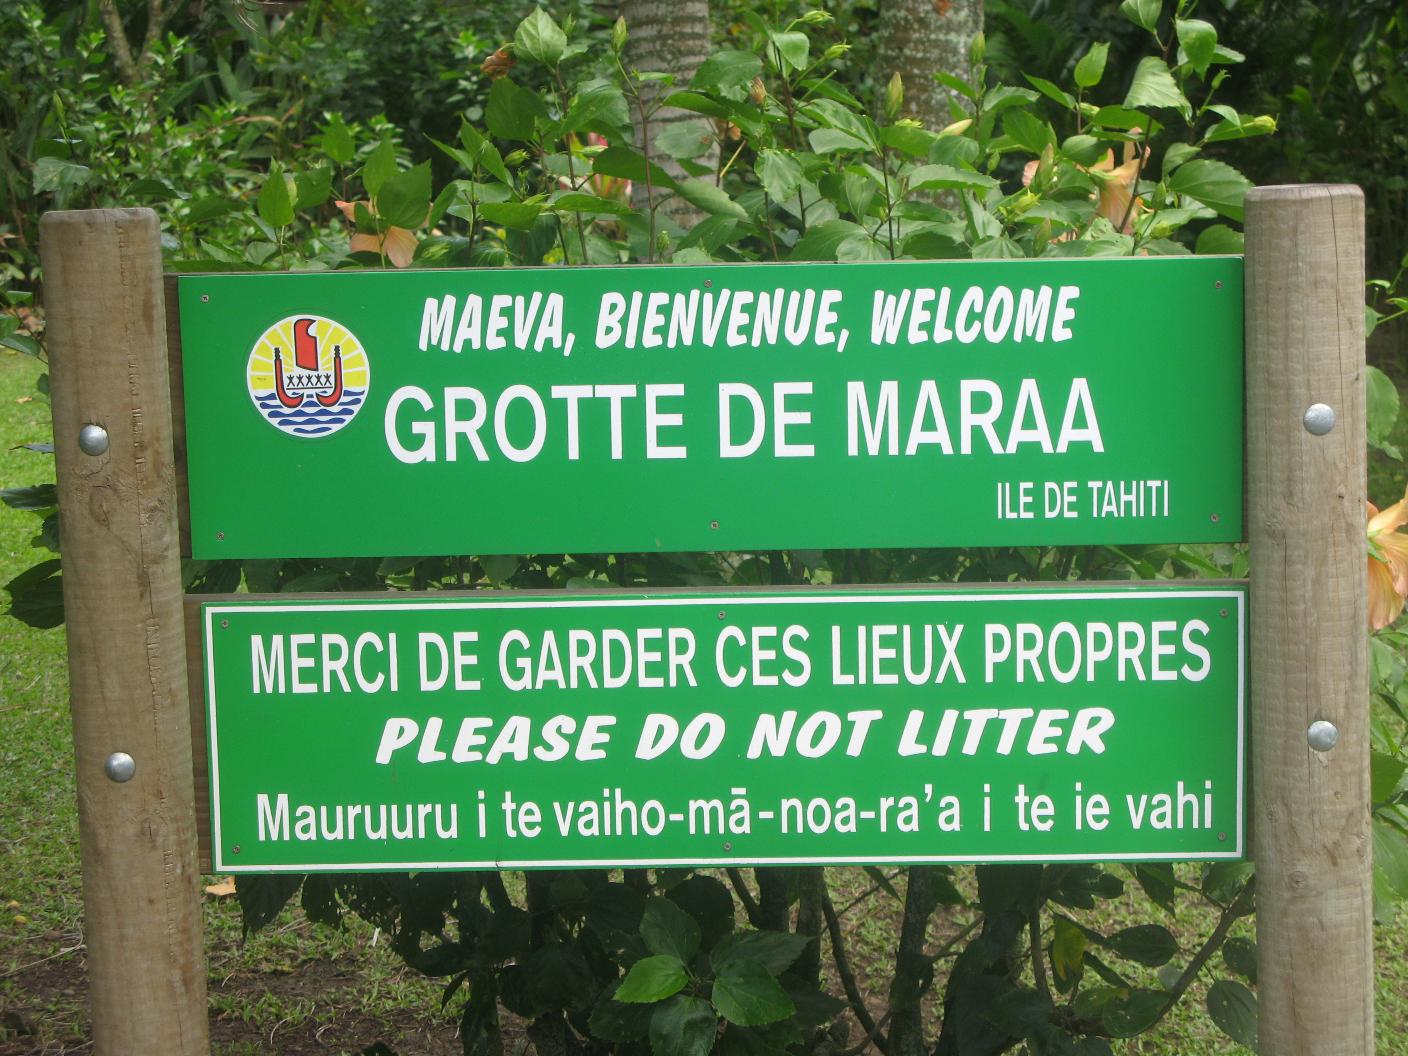 MAEVA, BIENVENUE, WELCOME
GROTTE DE MARAA
ILE DE TAHITI
MERCI DE GARDER CES LIEUX PROPRES
PLEASE DO NOT LITTER
Mauruuru i te vaiho-mā-noa-ra'a i te ie vahi